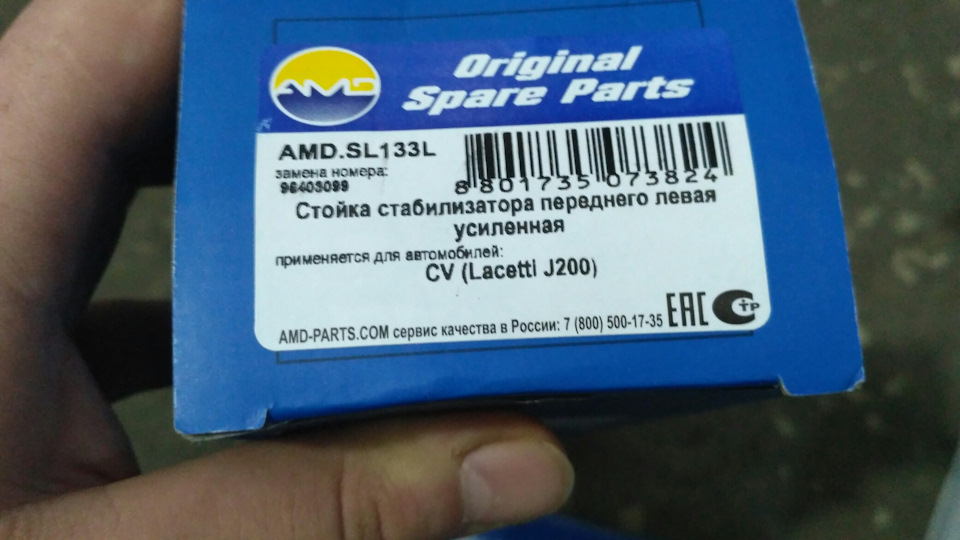 AMD
Original
Spare Parts
AMD.SL133L
замена номера:
96403099
8 801735 073824
Стойка стабилизатора переднего левая
усиленная
применяется для автомобилей:
CV (Lacetti J200)
AMD-PARTS.COM сервис качества в России: 7 (800) 500-17-35
EAC
СТР